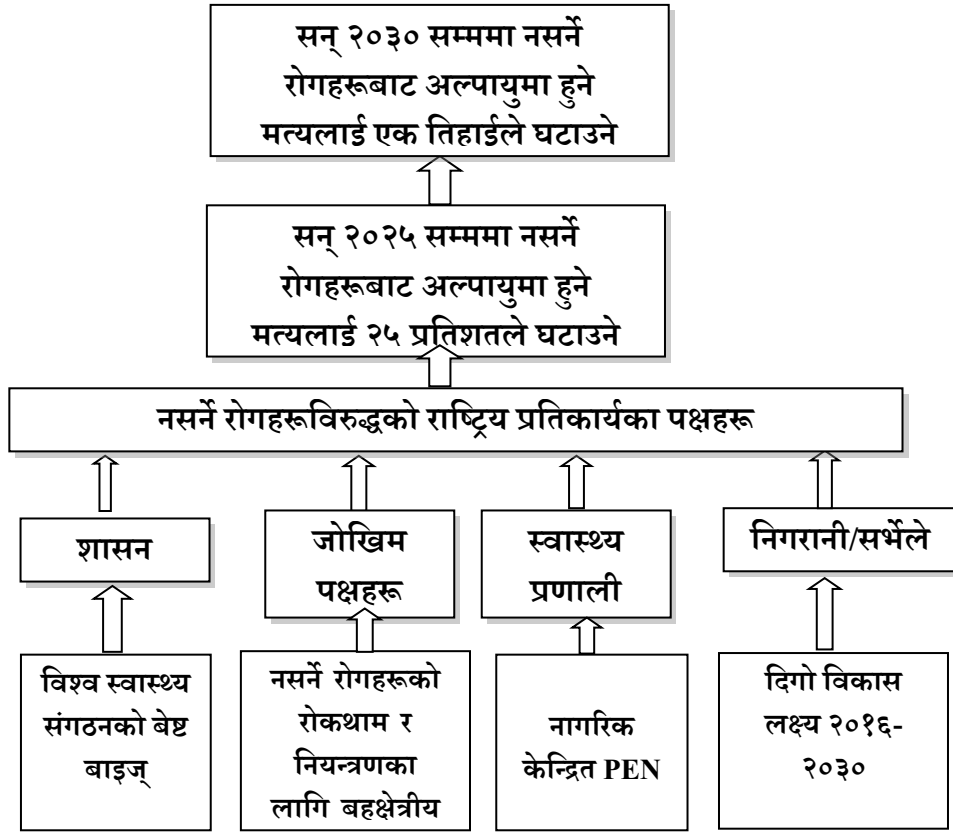 सन् २०३० सम्ममा नसर्ने
रोगहरूबाट अल्पायुमा हुने
मत्यलाई एक तिहाईले घटाउने
सन् २०२५ सम्ममा नसर्ने
रोगहरूबाट अल्पायुमा हुने
मत्यलाई २५ प्रतिशतले घटाउने
नसर्ने रोगहरूविरुद्धको राष्ट्रिय प्रतिकार्यका पक्षहरू
शासन
जोखिम
पक्षहरू
स्वास्थ्य
प्रणाली
निगरानी/सर्भेले
विश्व स्वास्थ्य
संगठनको बेष्ट
बाइज्
नसर्ने रोगहरूको
रोकथाम र
नियन्त्रणका
लागि बहक्षेत्रीय
नागरिक
केन्द्रित PEN
दिगो विकास
लक्ष्य २०१६-
२०३०